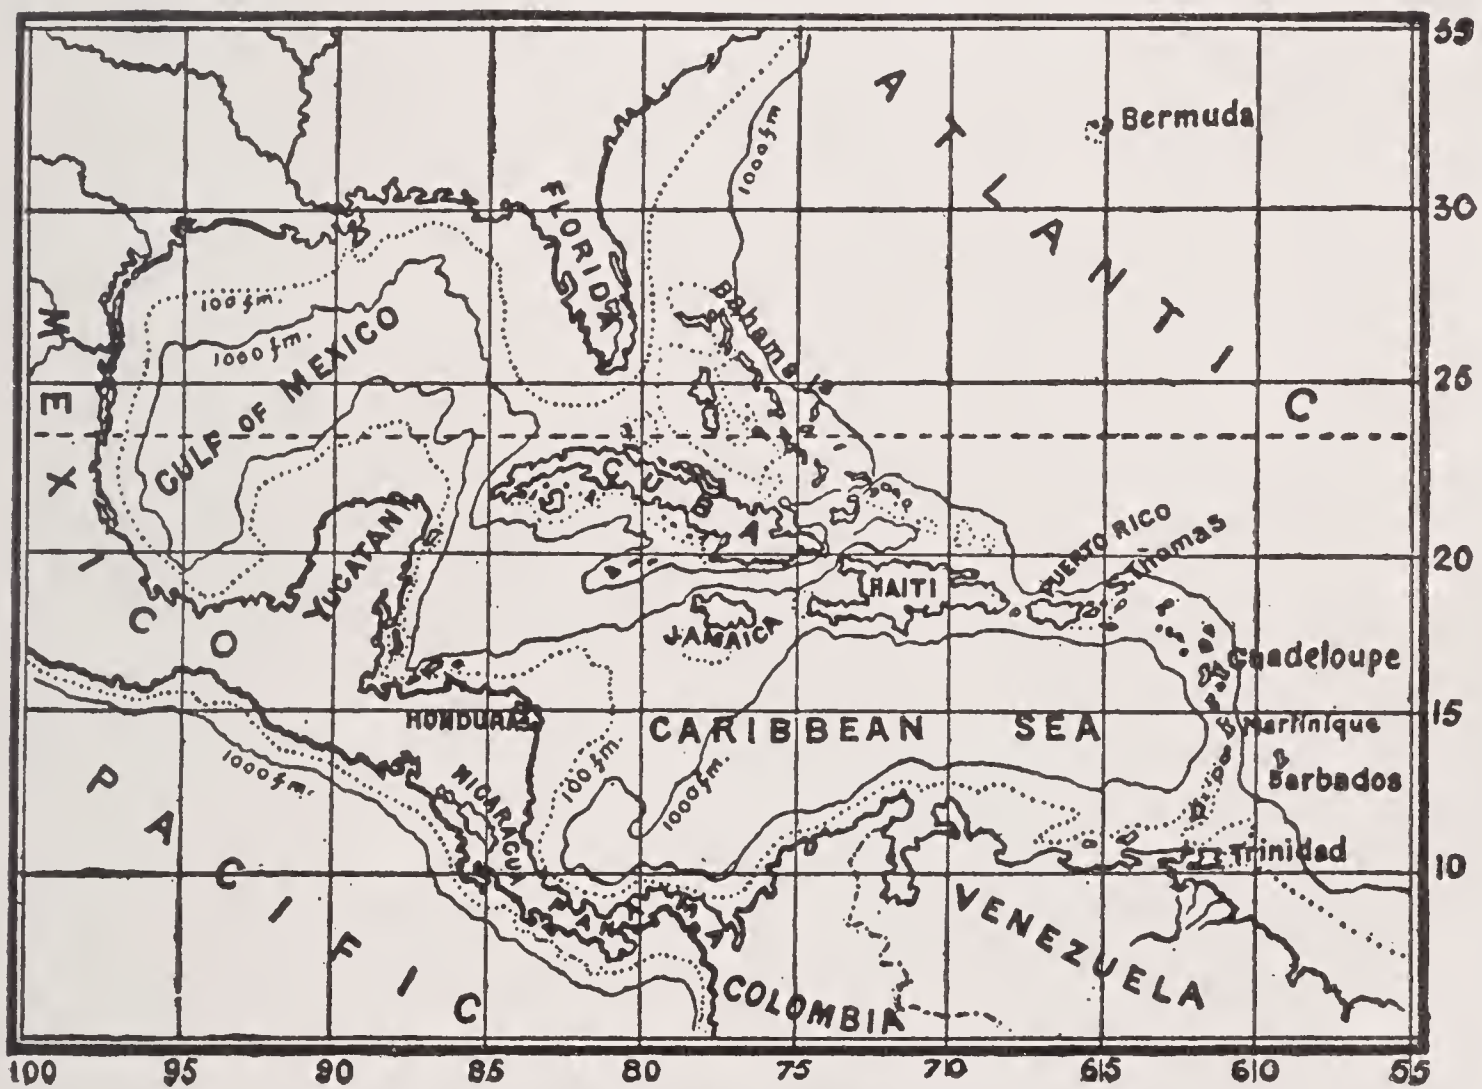 ATLANTIC
Bermuda
1000 fm
30
FLORIDA
Bahama Is
100 fm.
1000 fm.
GULF OF MEXICO
MEXICO
25
CUBA
YUCATAN
20
PUERTO RICO
S. Thomas
HAITI
JAMAICA
Guadeloupe
HONDURAS
CARIBBEAN SEA
15
Martinique
Barbados
1000 fm.
NICARAGUA
100 fm.
1000 fm.
PACIFIC
Trinidad
10
PANAMA
VENEZUELA
COLOMBIA
100 95 90 85 80 75 70 65 60 55